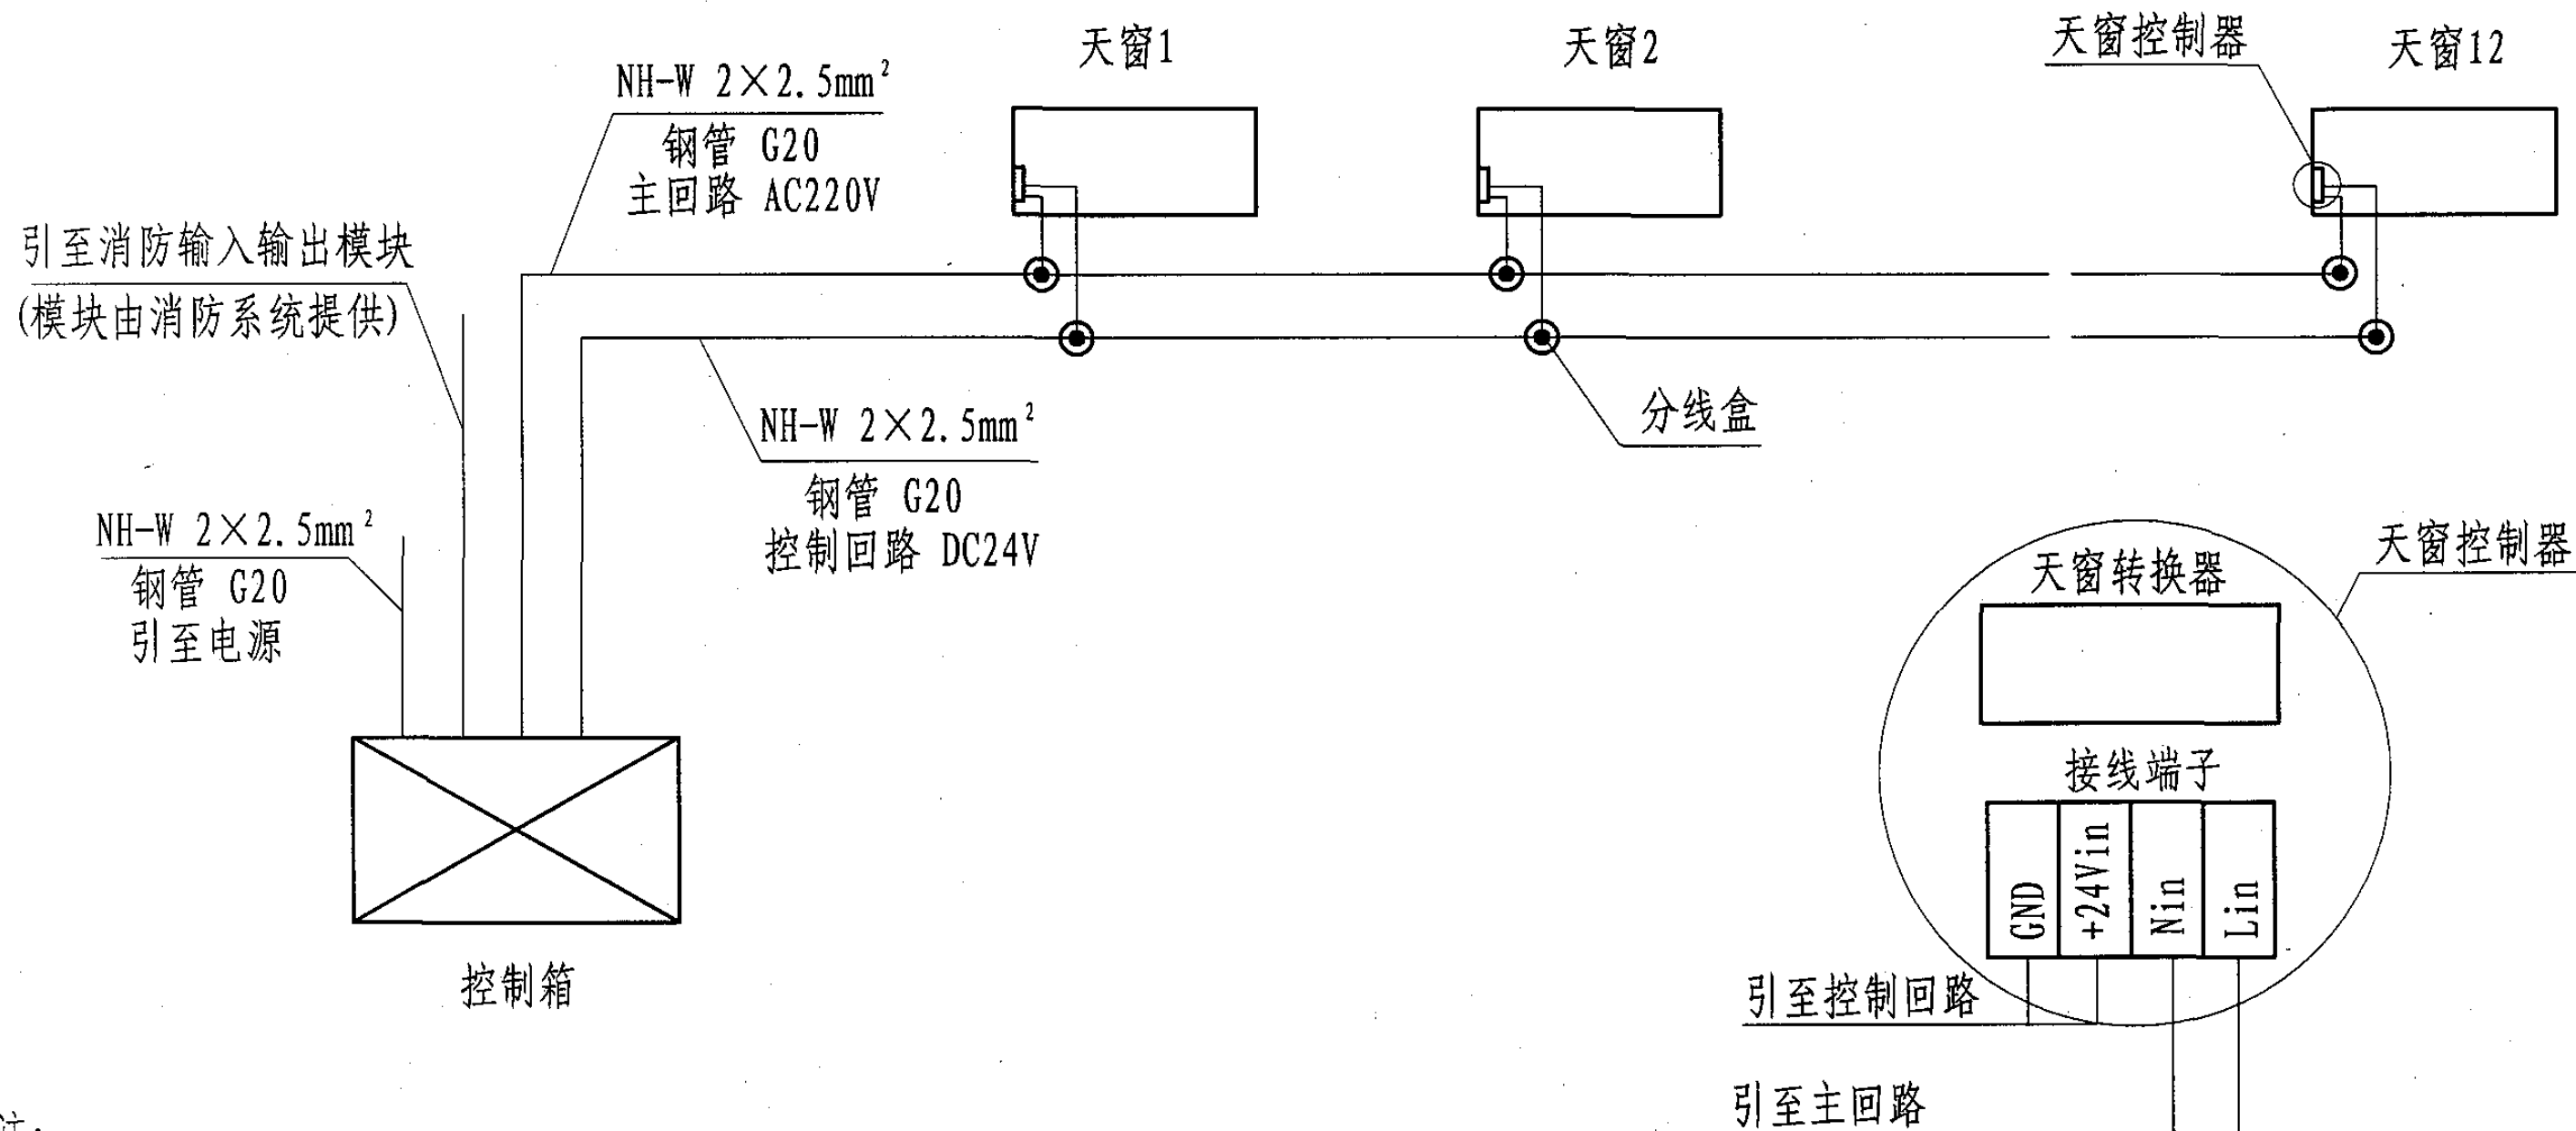 天窗1
天窗2
天窗控制器
天窗12
NH-W 2×2.5mm²
钢管 G20
主回路 AC220V
引至消防输入输出模块
(模块由消防系统提供)
NH-W 2×2.5mm²
钢管 G20
控制回路 DC24V
分线盒
NH-W 2×2.5mm²
钢管 G20
引至电源
控制箱
天窗控制器
天窗转换器
接线端子
GND
+24Vin
Nin
Lin
引至控制回路
引至主回路